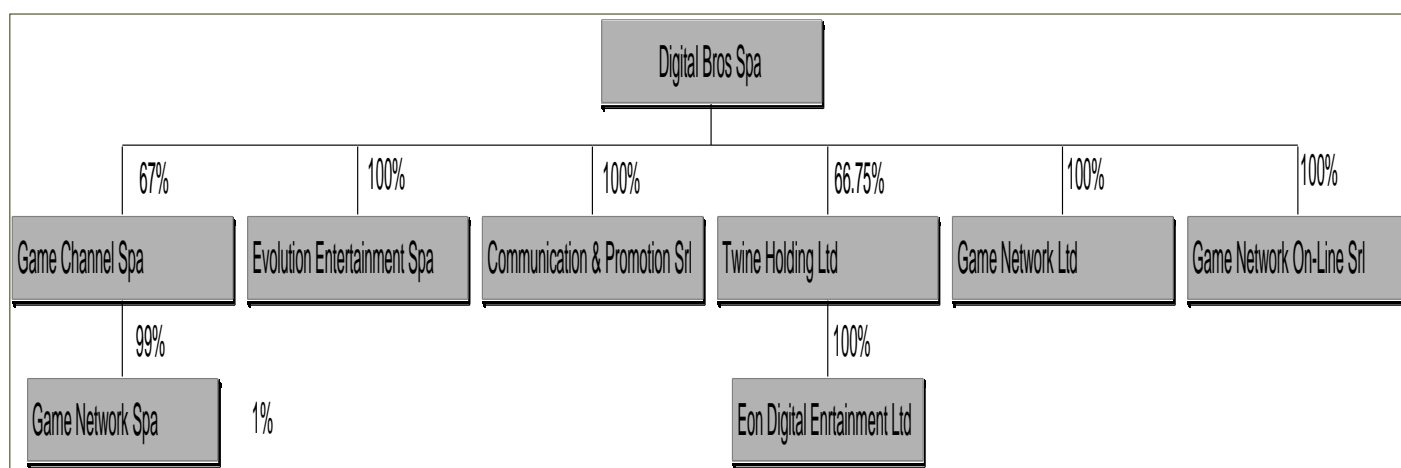 Digital Bros Spa
67%
100%
100%
66.75%
100%
100%
Game Channel Spa
Evolution Entertainment Spa
Communication & Promotion Srl
Twine Holding Ltd
Game Network Ltd
Game Network On-Line Srl
99%
100%
Game Network Spa
1%
Eon Digital Enrtainment Ltd